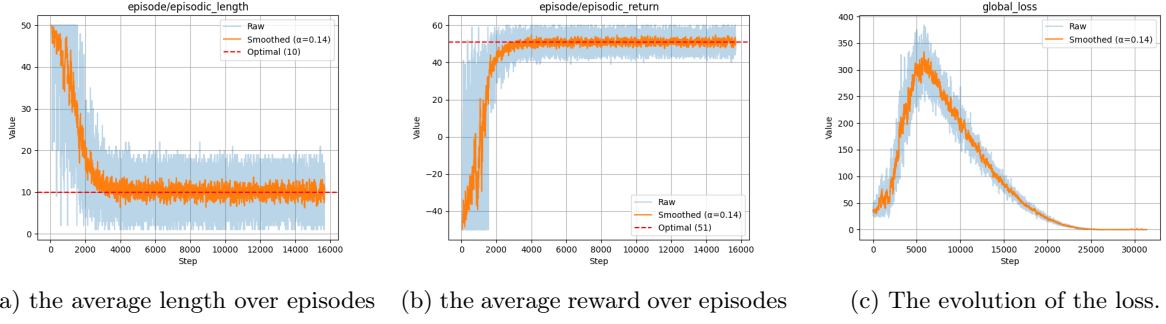 episode/episodic_length
Value
50
40
30
20
10
0
Raw
Smoothed (α=0.14)
Optimal (10)
0 2000 4000 6000 8000 10000 12000 14000 16000
Step
episode/episodic_return
Value
60
40
20
0
−20
−40
Raw
Smoothed (α=0.14)
Optimal (51)
0 2000 4000 6000 8000 10000 12000 14000 16000
Step
global_loss
Value
400
350
300
250
200
150
100
50
0
Raw
Smoothed (α=0.14)
0 5000 10000 15000 20000 25000 30000
Step
a) the average length over episodes
(b) the average reward over episodes
(c) The evolution of the loss.